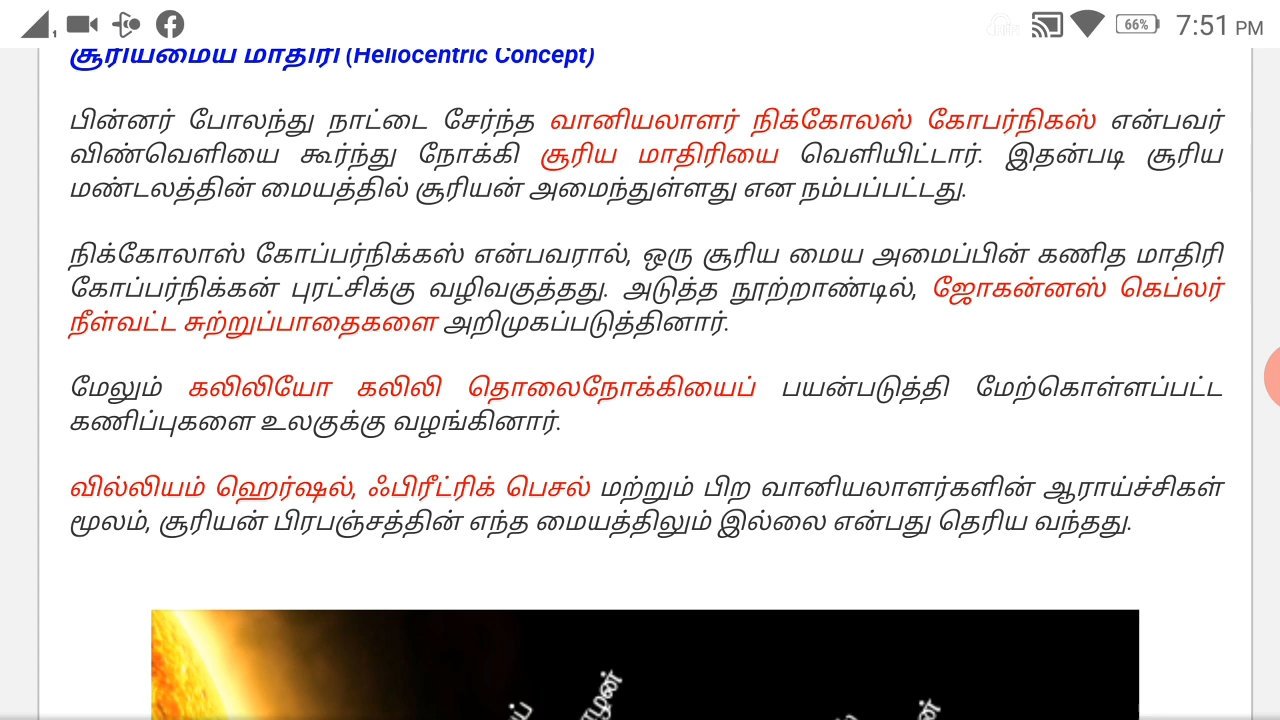 7:51 PM
66%
சூரியமைய மாதிரி (Heliocentric Concept)
பின்னர் போலந்து நாட்டை சேர்ந்த வானியலாளர் நிக்கோலஸ் கோபர்நிகஸ் என்பவர்
விண்வெளியை கூர்ந்து நோக்கி சூரிய மாதிரியை வெளியிட்டார். இதன்படி சூரிய
மண்டலத்தின் மையத்தில் சூரியன் அமைந்துள்ளது என நம்பப்பட்டது.
நிக்கோலாஸ் கோப்பர்நிக்கஸ் என்பவரால், ஒரு சூரிய மைய அமைப்பின் கணித மாதிரி
கோப்பர்நிக்கன் புரட்சிக்கு வழிவகுத்தது. அடுத்த நூற்றாண்டில், ஜோகன்னஸ் கெப்லர்
நீள்வட்ட சுற்றுப்பாதைகளை அறிமுகப்படுத்தினார்.
மேலும் கலிலியோ கலிலி தொலைநோக்கியைப் பயன்படுத்தி மேற்கொள்ளப்பட்ட
கணிப்புகளை உலகுக்கு வழங்கினார்.
வில்லியம் ஹெர்ஷல், ஃபிரீட்ரிக் பெசல் மற்றும் பிற வானியலாளர்களின் ஆராய்ச்சிகள்
மூலம், சூரியன் பிரபஞ்சத்தின் எந்த மையத்திலும் இல்லை என்பது தெரிய வந்தது.